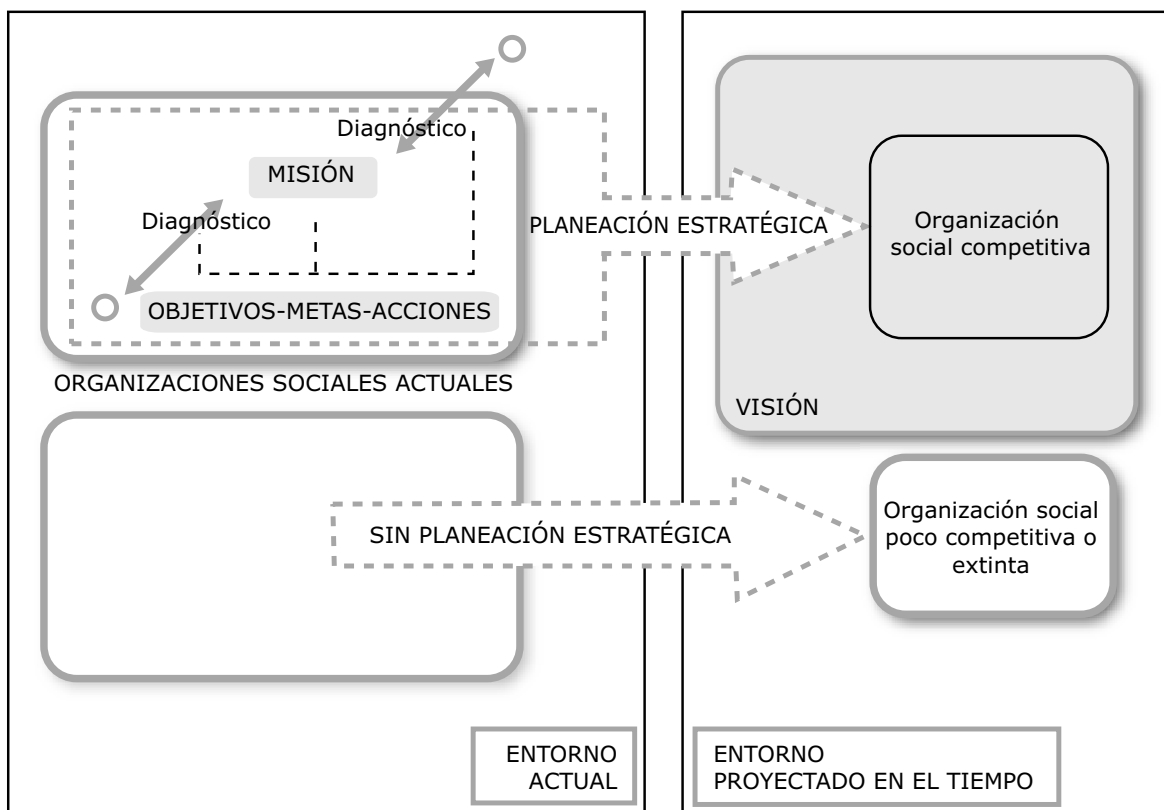 Diagnóstico
MISIÓN
Diagnóstico
OBJETIVOS-METAS-ACCIONES
ORGANIZACIONES SOCIALES ACTUALES
PLANEACIÓN ESTRATÉGICA
Organización
social competitiva
VISIÓN
SIN PLANEACIÓN ESTRATÉGICA
Organización social
poco competitiva o
extinta
ENTORNO
ACTUAL
ENTORNO
PROYECTADO EN EL TIEMPO